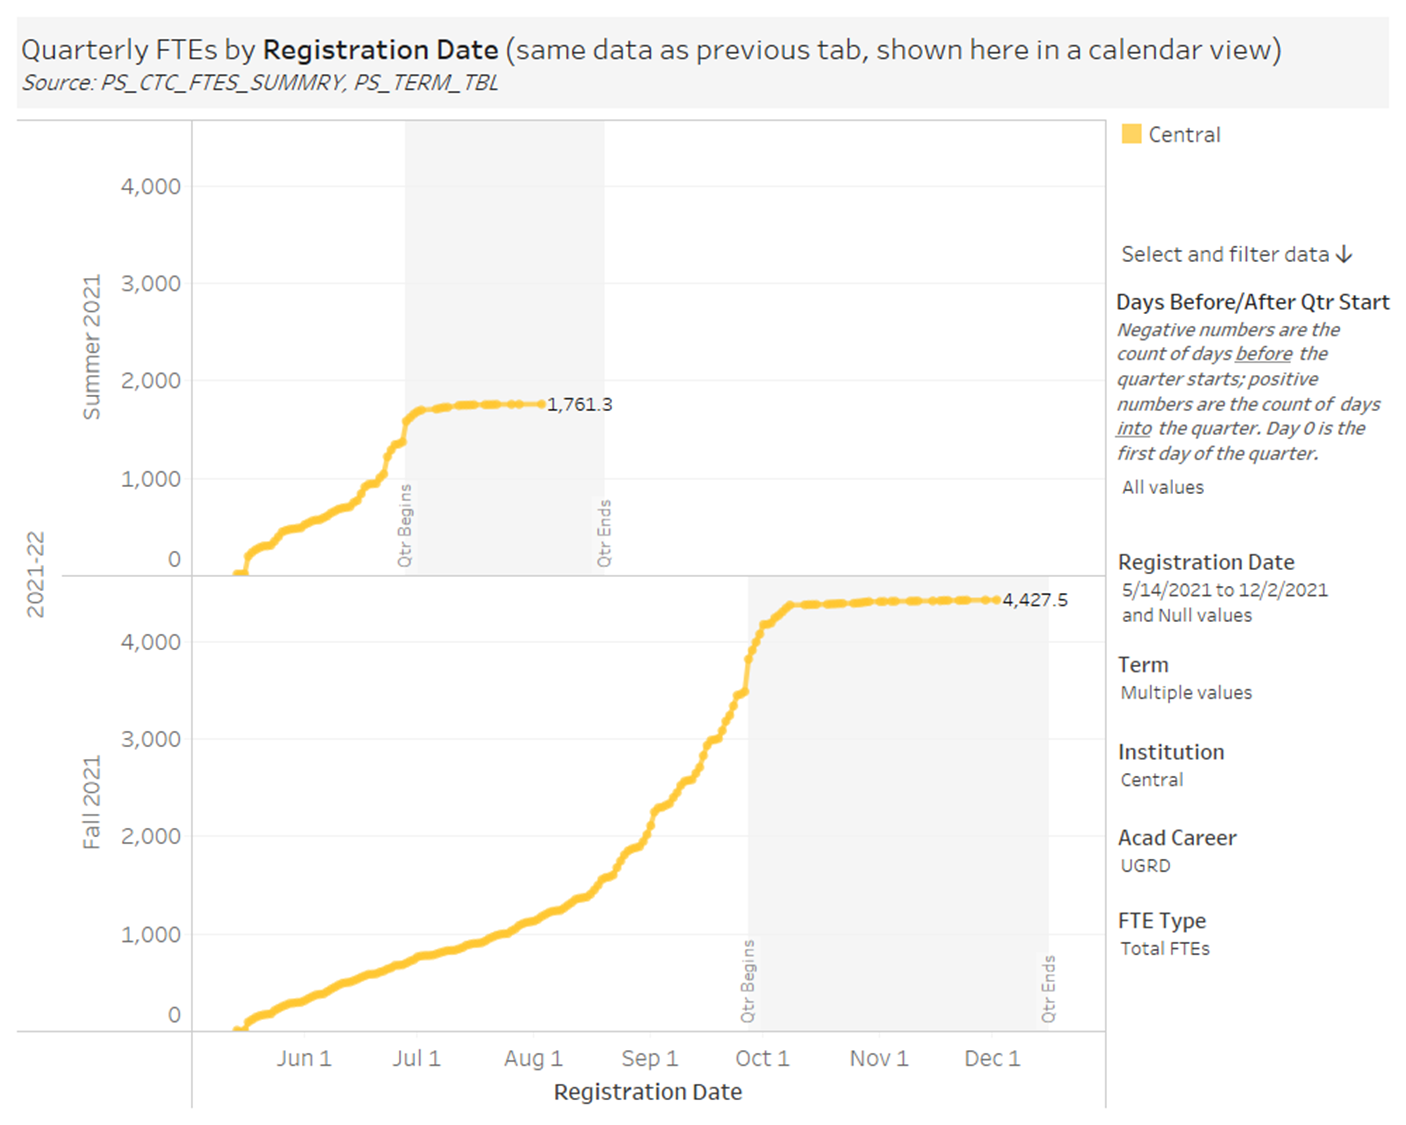 Quarterly FTEs by Registration Date (same data as previous tab, shown here in a calendar view)
Source: PS_CTC_FTES_SUMMRY, PS_TERM_TBL
2021-22
Summer 2021
4,000
3,000
2,000
1,000
0
1,761.3
Qtr Begins
Qtr Ends
Fall 2021
4,000
3,000
2,000
1,000
0
4,427.5
Qtr Begins
Qtr Ends
Jun 1
Jul 1
Aug 1
Sep 1
Oct 1
Nov 1
Dec 1
Registration Date
Central
Select and filter data ↓
Days Before/After Qtr Start
Negative numbers are the
count of days before the
quarter starts; positive
numbers are the count of days
into the quarter. Day 0 is the
first day of the quarter.
All values
Registration Date
5/14/2021 to 12/2/2021
and Null values
Term
Multiple values
Institution
Central
Acad Career
UGRD
FTE Type
Total FTEs